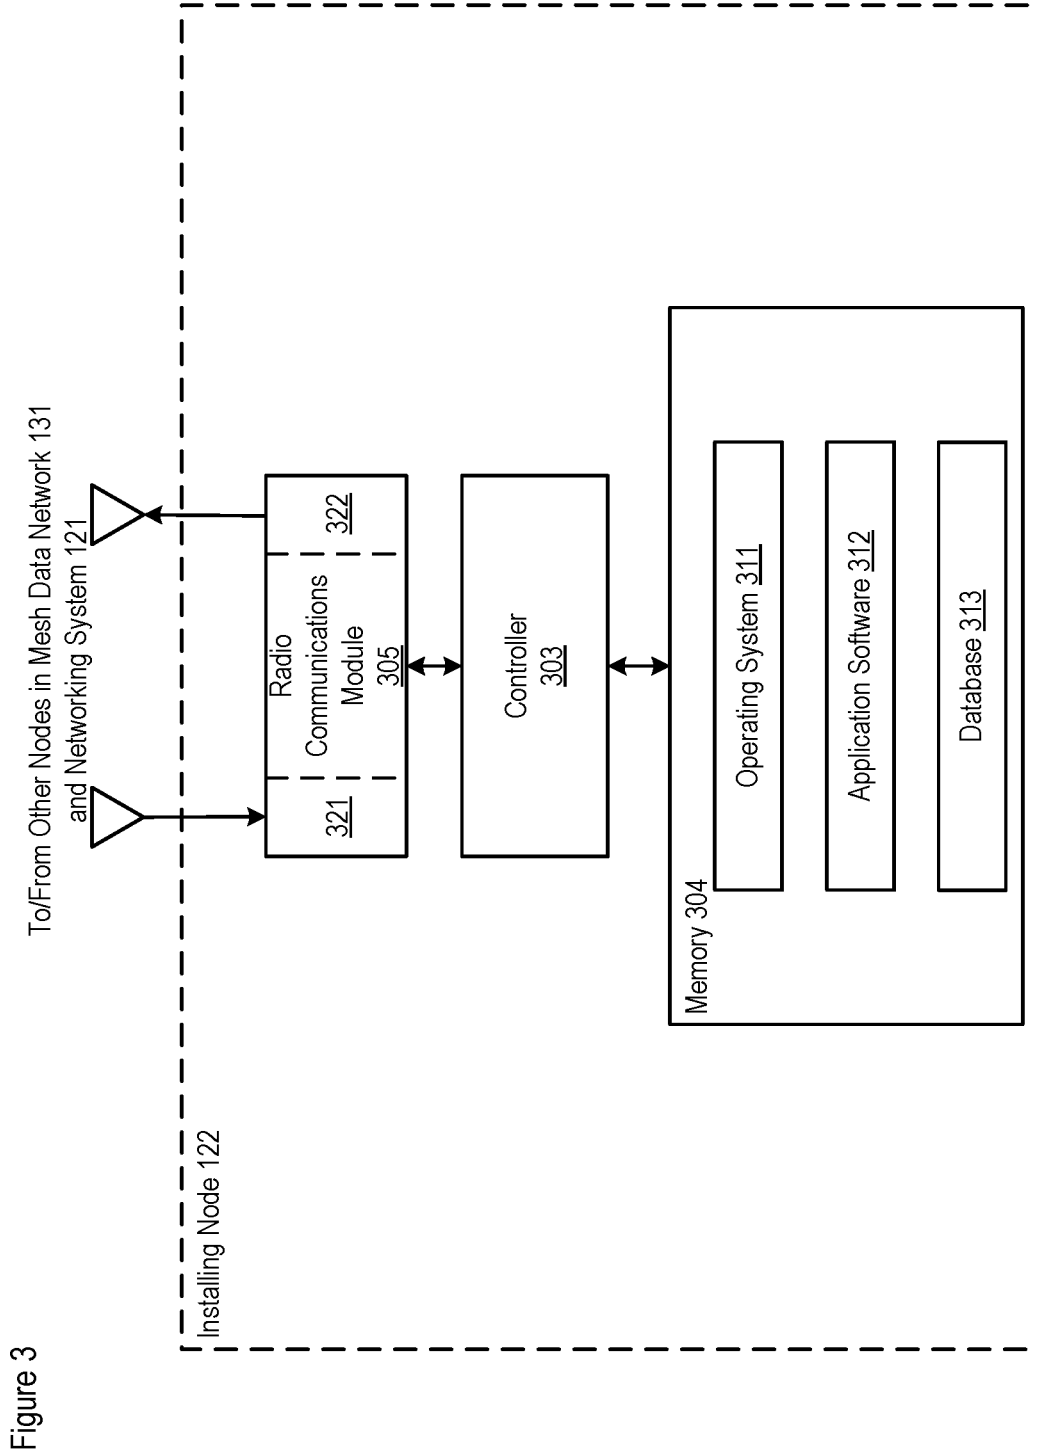 Figure 3
To/From Other Nodes in Mesh Data Network 131
and Networking System 121
Installing Node 122
321
Radio
Communications
Module
305
322
Controller
303
Memory 304
Operating System 311
Application Software 312
Database 313